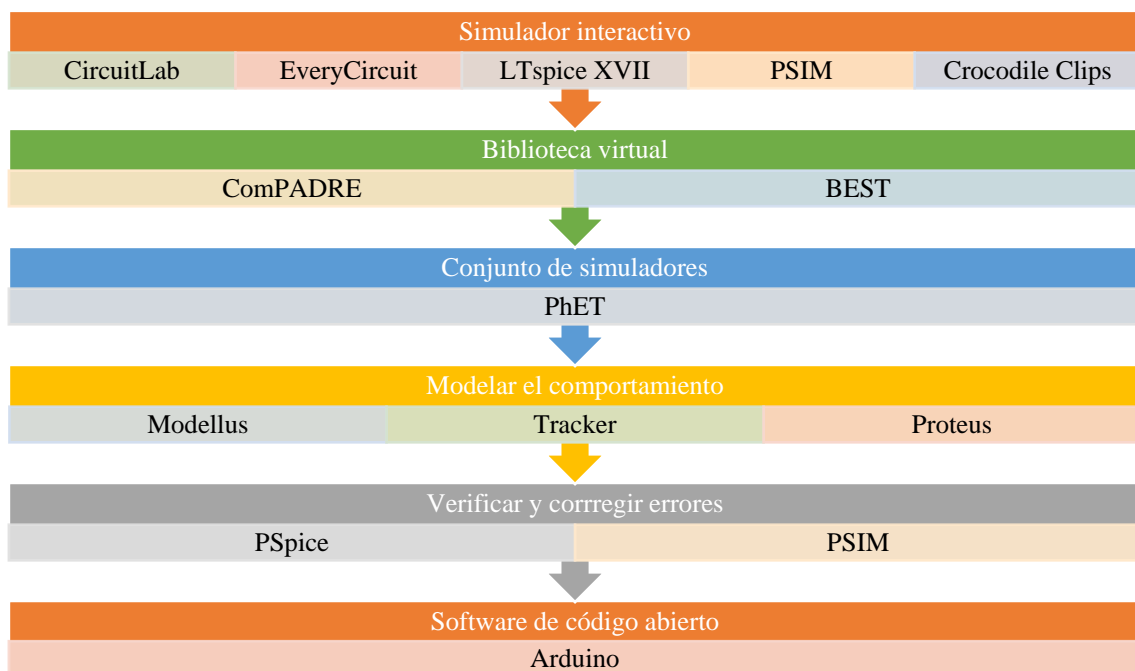 Simulador interactivo
CircuitLab EveryCircuit LTspice XVII PSIM Crocodile Clips
Biblioteca virtual
ComPADRE BEST
Conjunto de simuladores
PhET
Modelar el comportamiento
Modellus Tracker Proteus
Verificar y corrregir errores
PSpice PSIM
Software de código abierto
Arduino